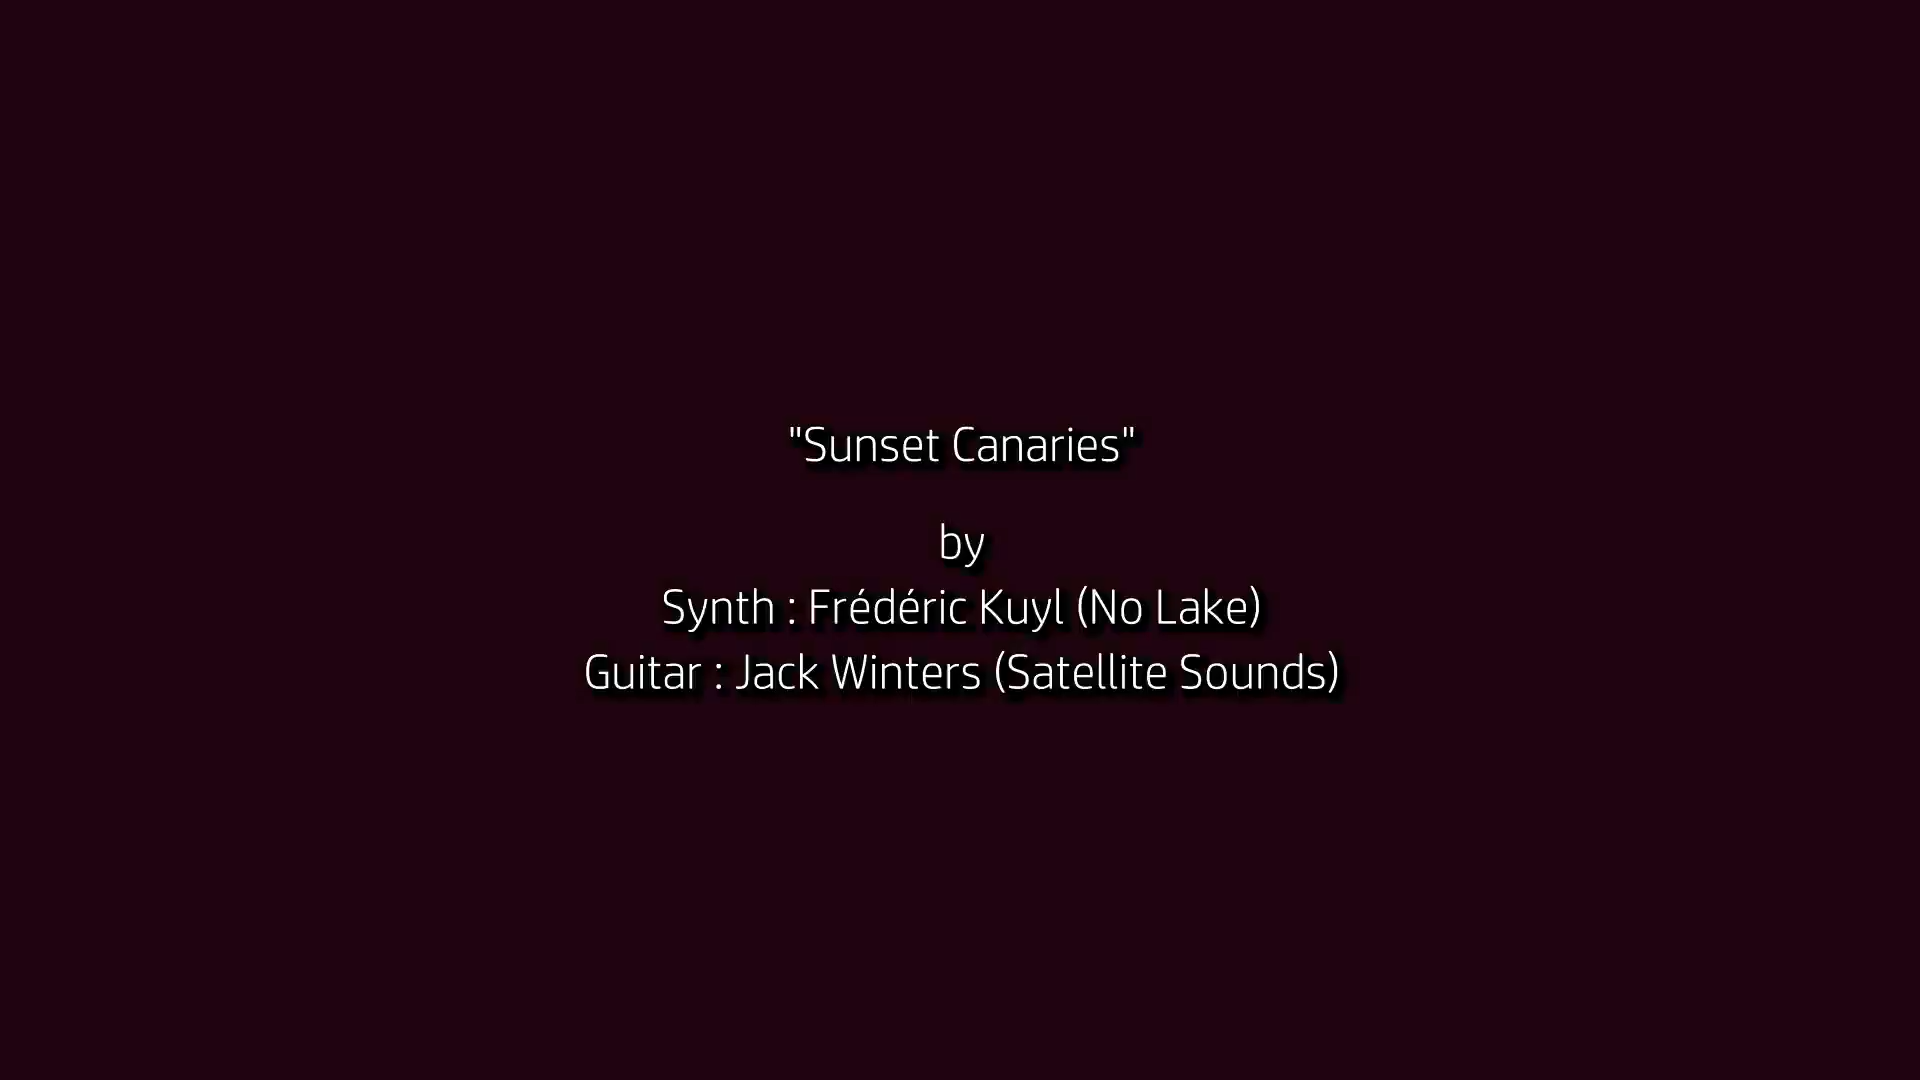 "Sunset Canaries"
by
Synth : Frédéric Kuyl (No Lake)
Guitar : Jack Winters (Satellite Sounds)